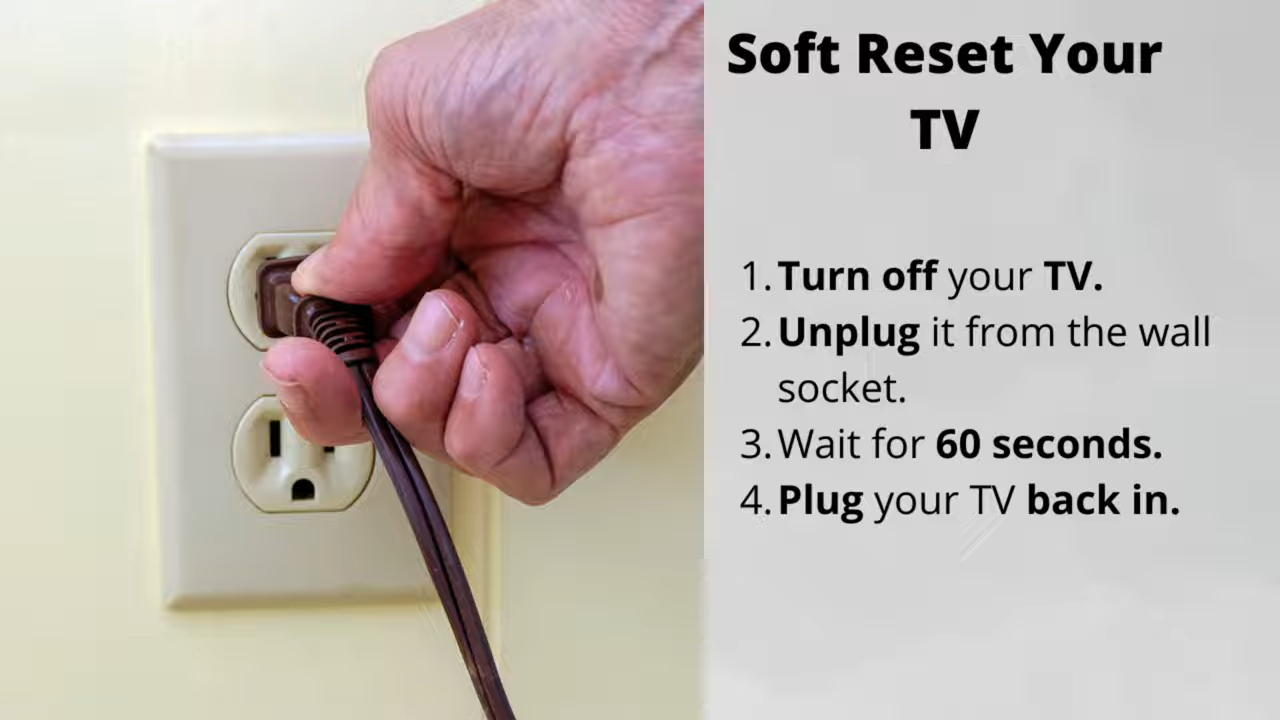 Soft Reset Your
TV
1. Turn off your TV.
2. Unplug it from the wall
socket.
3. Wait for 60 seconds.
4. Plug your TV back in.